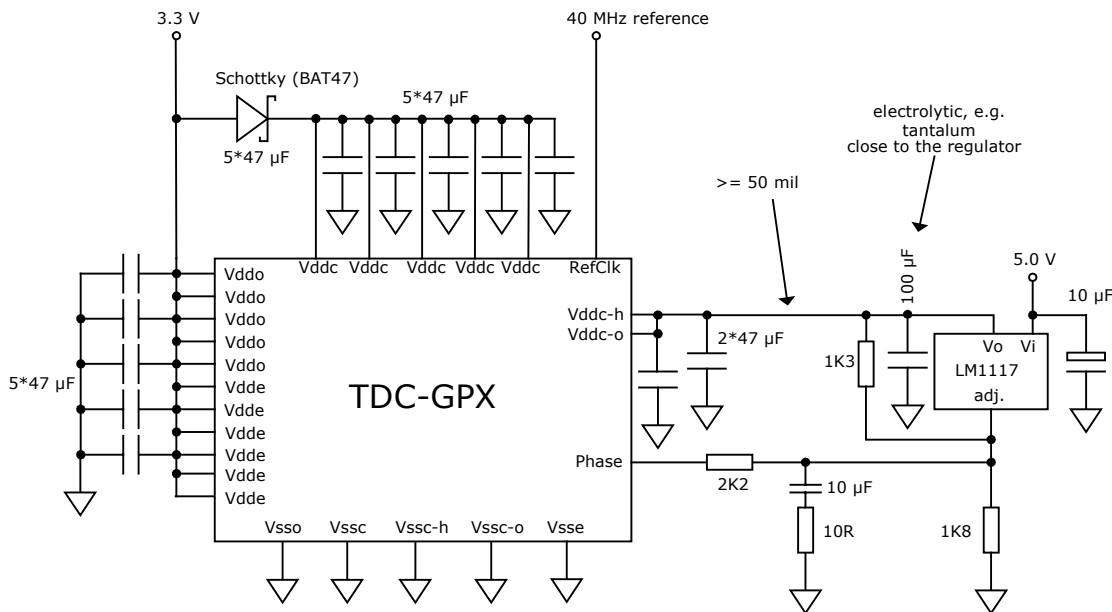 3.3 V
40 MHz reference
Schottky (BAT47)
5*47 µF
5*47 µF
electrolytic, e.g.
tantalum
close to the regulator
>= 50 mil
Vddc
Vddc
Vddc
Vddc
Vddc
RefClk
100 µF
5.0 V
10 µF
Vddo
Vddo
Vddo
Vddo
Vddo
Vdde
Vdde
Vdde
Vdde
Vdde
Vdde
5*47 µF
TDC-GPX
Vddc-h
Vddc-o
2*47 µF
1K3
Vo
Vi
LM1117
adj.
Phase
2K2
10 µF
10R
1K8
Vsso
Vssc
Vssc-h
Vssc-o
Vsse